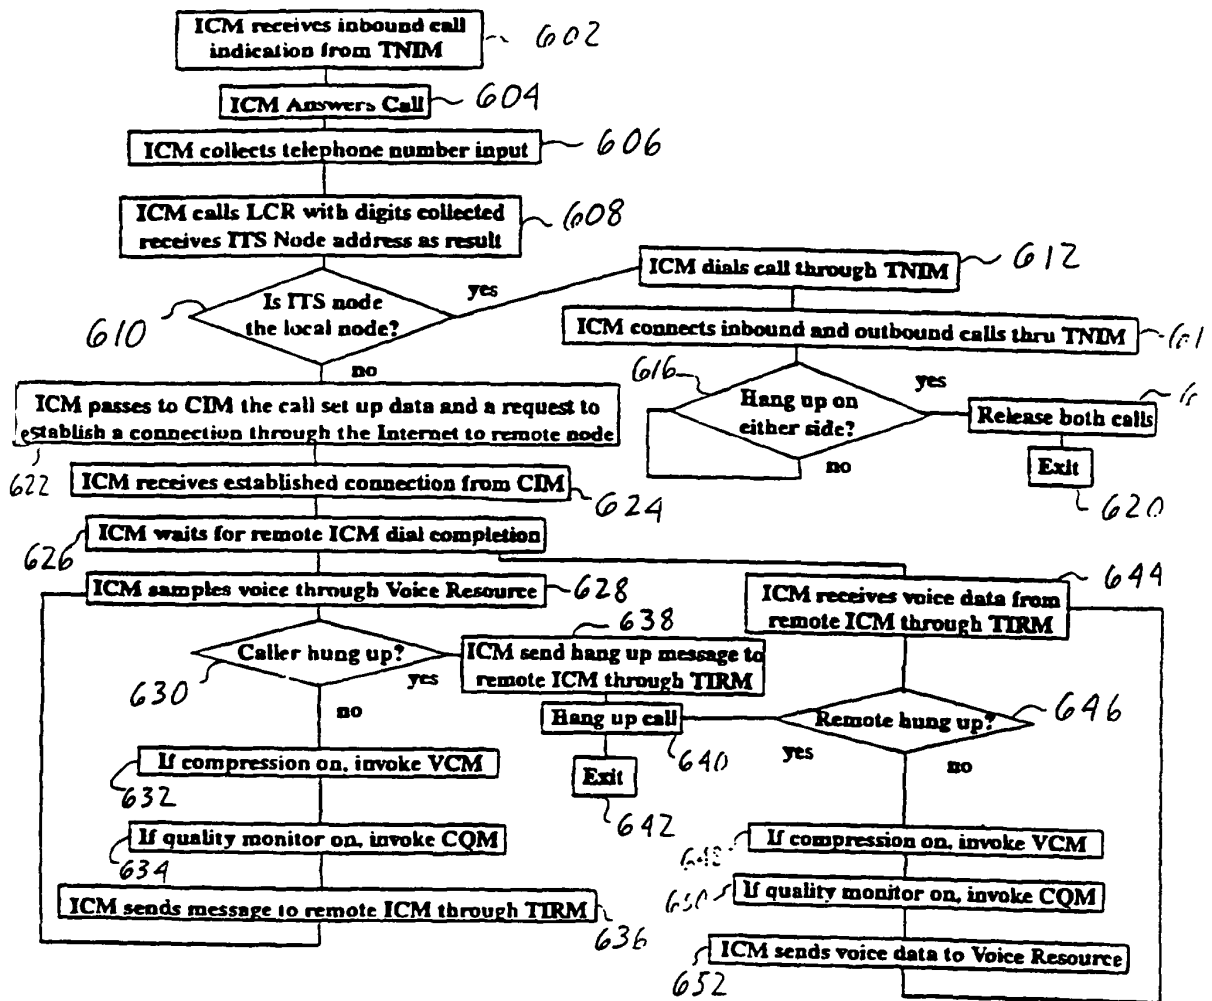 ICM receives inbound call
indication from TNIM
602
ICM Answers Call
604
ICM collects telephone number input
606
ICM calls LCR with digits collected
receives ITS Node address as result
608
Is ITS node
the local node?
610
yes
no
ICM dials call through TNIM
612
ICM connects inbound and outbound calls thru TNIM
616
Hang up on
either side?
yes
no
Release both calls
Exit
620
ICM passes to CIM the call set up data and a request to
establish a connection through the Internet to remote node
622
ICM receives established connection from CIM
624
ICM waits for remote ICM dial completion
626
ICM samples voice through Voice Resource
628
Caller hung up?
630
yes
no
638
ICM send hang up message to
remote ICM through TIRM
Hang up call
640
Exit
642
If compression on, invoke VCM
632
If quality monitor on, invoke CQM
634
ICM sends message to remote ICM through TIRM
636
644
ICM receives voice data from
remote ICM through TIRM
Remote hung up?
646
yes
no
If compression on, invoke VCM
648
If quality monitor on, invoke CQM
650
ICM sends voice data to Voice Resource
652